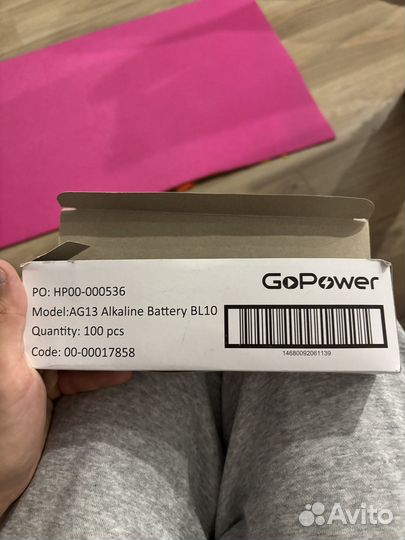 GoPower
PO: HP00-000536
Model:AG13 Alkaline Battery BL10
Quantity: 100 pcs
Code: 00-00017858
14680092061139
Avito